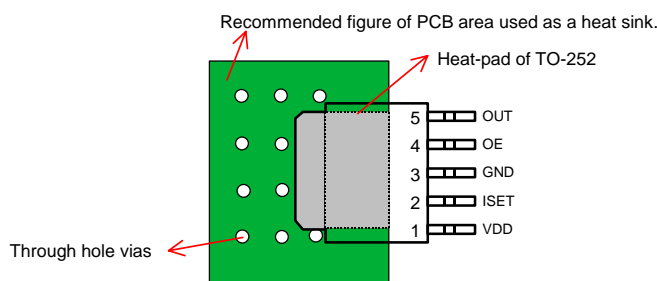 Recommended figure of PCB area used as a heat sink.
Heat-pad of TO-252
5 OUT
4 OE
3 GND
2 ISET
1 VDD
Through hole vias